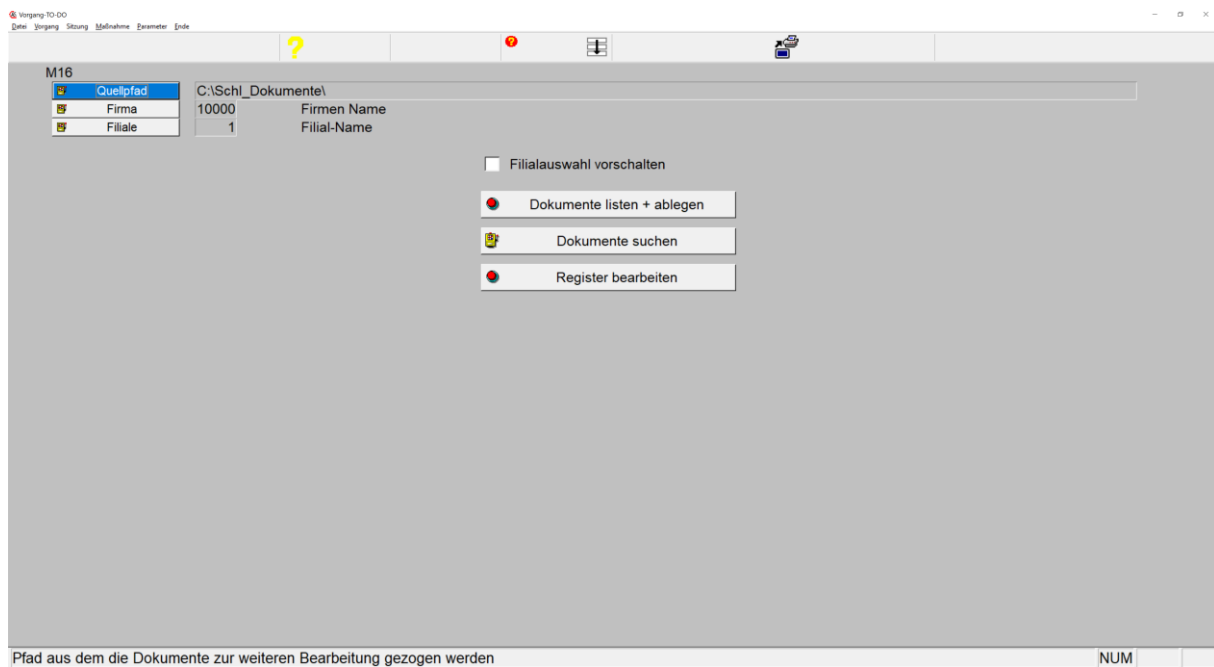 Vorgang-TO-DO
Datei Vorgang Sitzung Maßnahme Parameter Ende
M16
Quellpfad C:\Schl_Dokumente\
Firma 10000 Firmen Name
Filiale 1 Filial-Name
Filialauswahl vorschalten
Dokumente listen + ablegen
Dokumente suchen
Register bearbeiten
Pfad aus dem die Dokumente zur weiteren Bearbeitung gezogen werden NUM